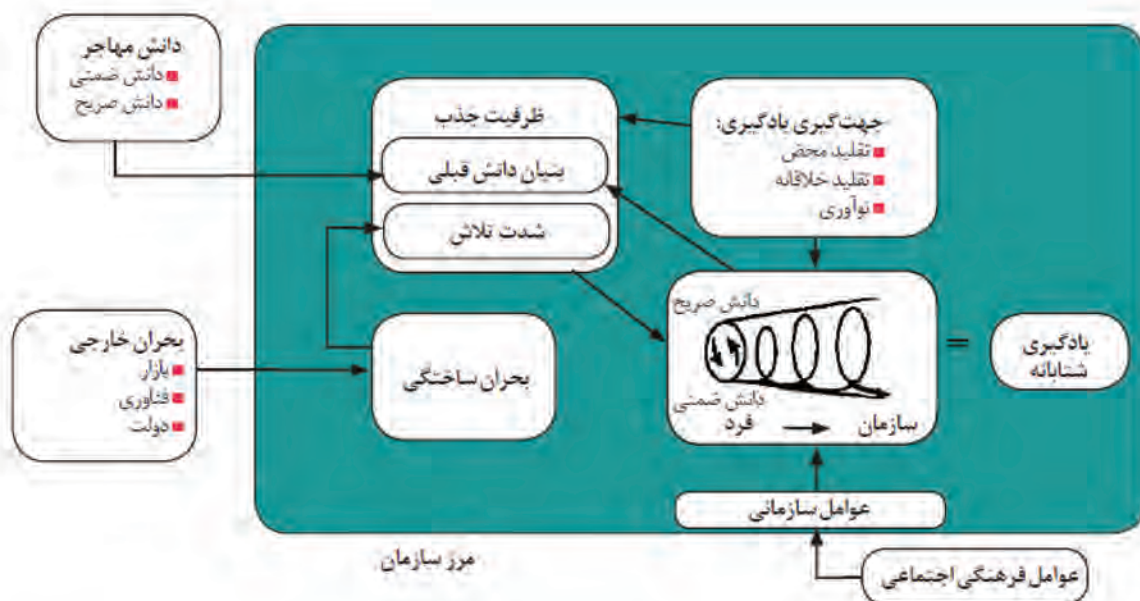 دانش مهاجر
دانش ضمنی
دانش صریح
ظرفیت جذب
بنیان دانش قبلی
شدت تلاش
جهت‌گیری یادگیری:
تقلید محض
تقلید خلاقانه
نوآوری
بحران خارجی
بازار
فناوری
دولت
بحران ساختگی
دانش صریح
دانش ضمنی
فرد
سازمان
=
یادگیری
شتابانه
عوامل سازمانی
مرز سازمان
عوامل فرهنگی اجتماعی